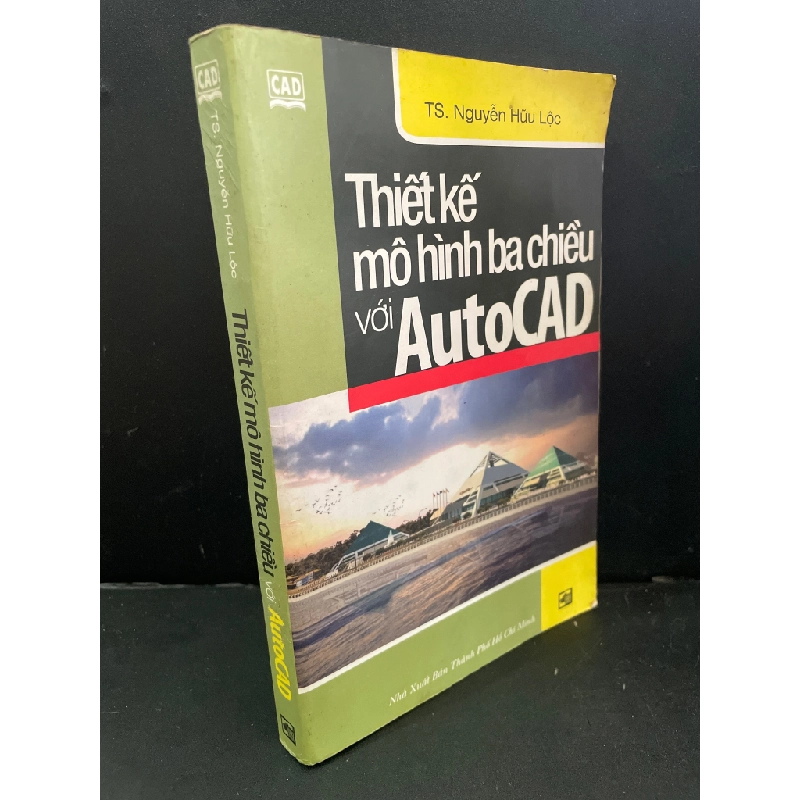 CAD
TS. Nguyễn Hữu Lộc
Thiết kế mô hình ba chiều với AutoCAD
CAD
TS. Nguyễn Hữu Lộc
Thiết kế
mô hình ba chiều
với AutoCAD
Nhà Xuất Bản Thành Phố Hồ Chí Minh